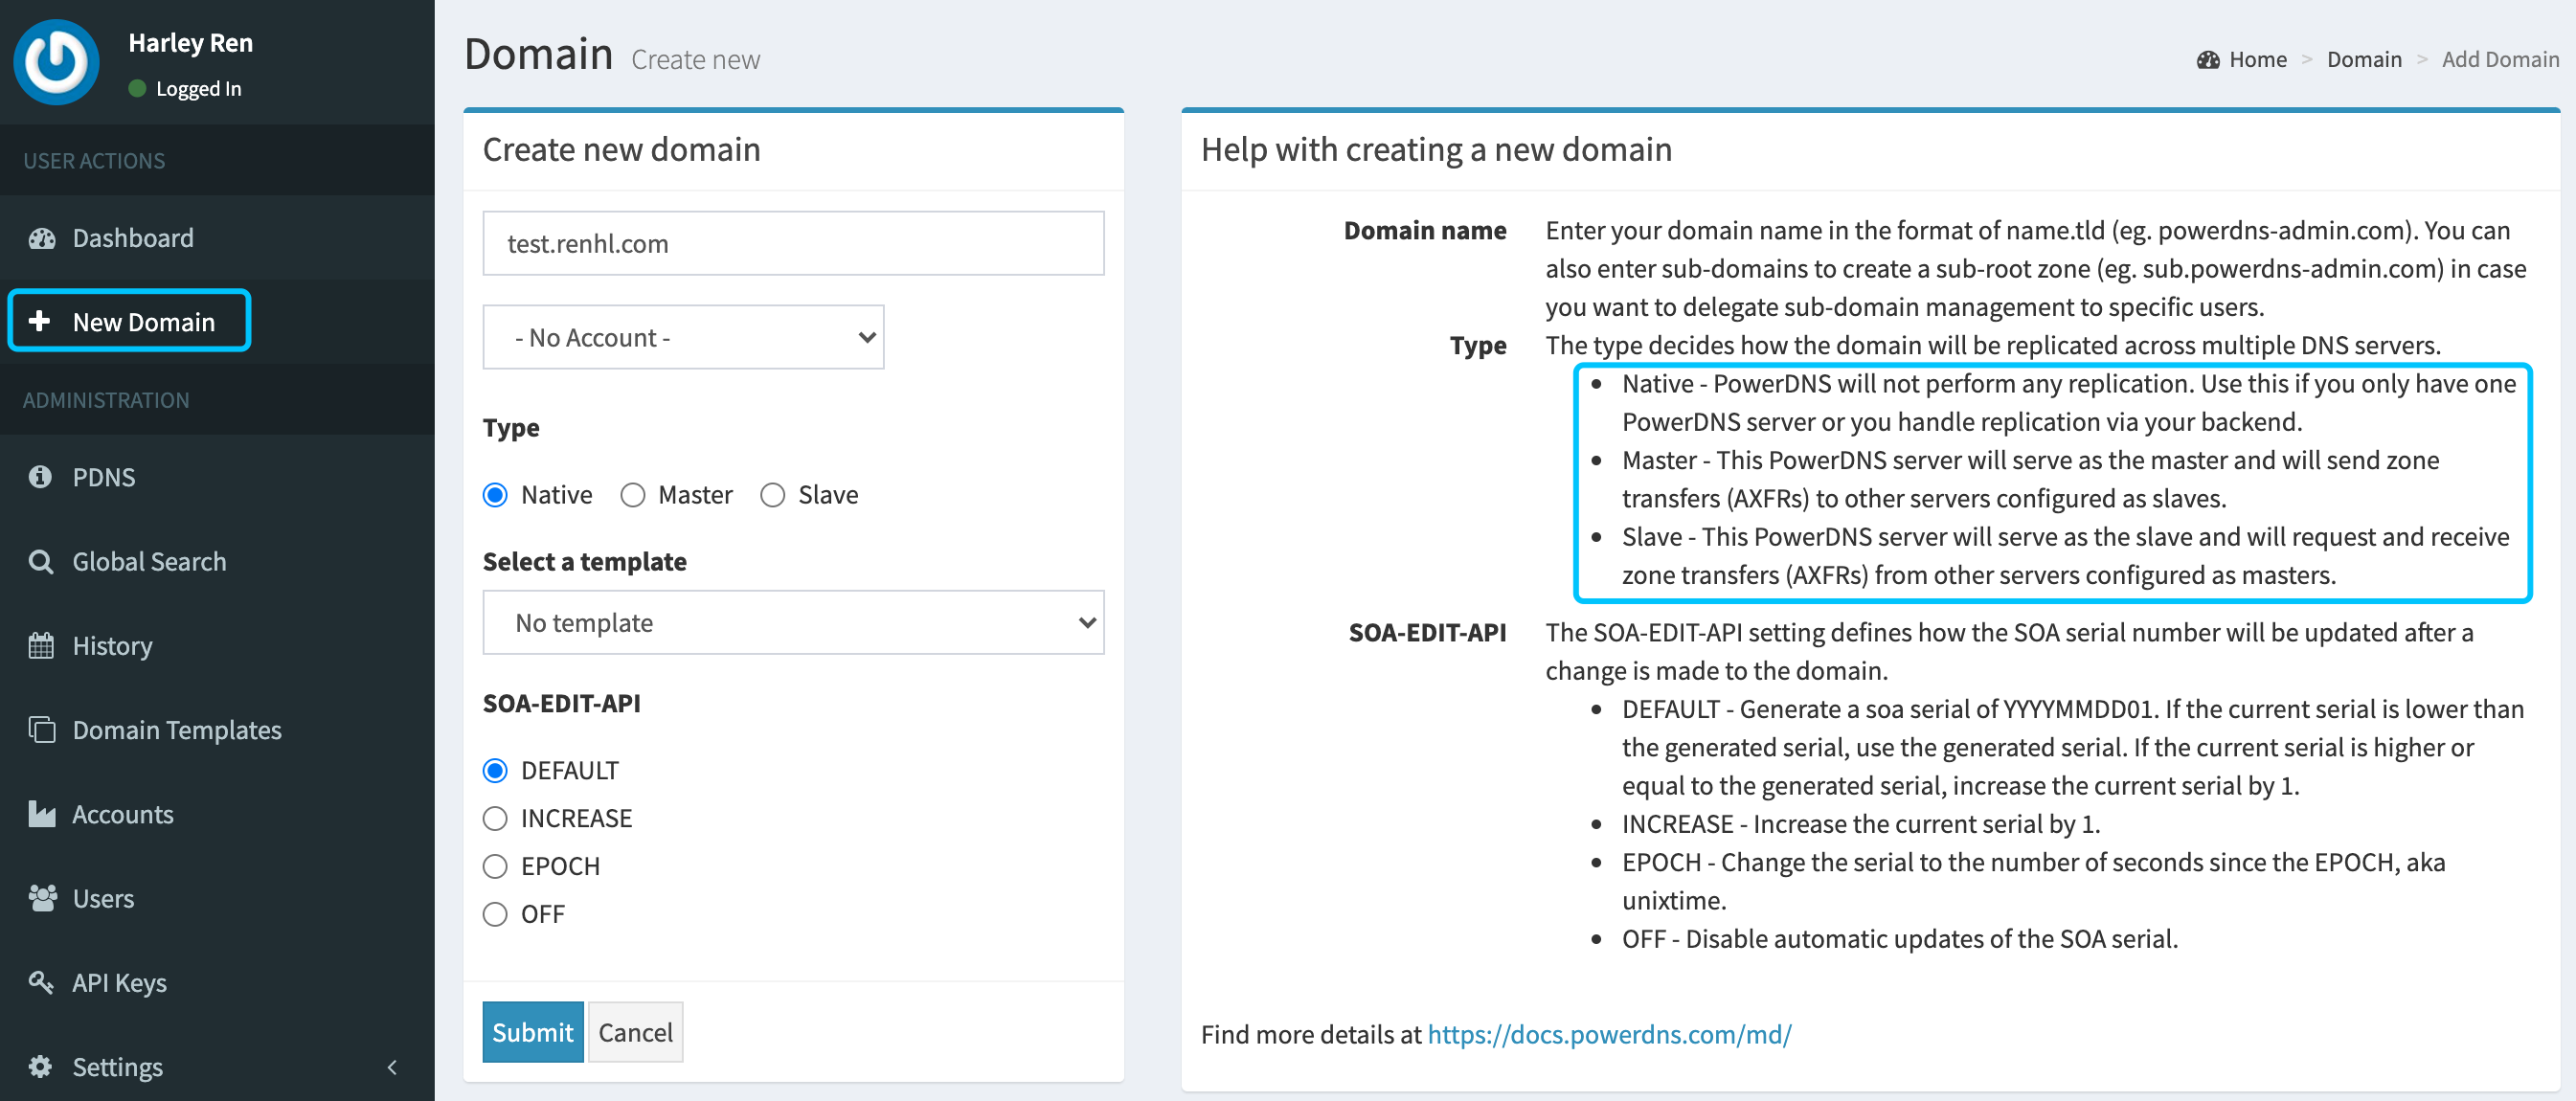 Harley Ren
Logged In
USER ACTIONS
Dashboard
New Domain
ADMINISTRATION
PDNS
Global Search
History
Domain Templates
Accounts
Users
API Keys
Settings
Domain Create new
Home > Domain > Add Domain
Create new domain
test.renhl.com
- No Account -
Type
Native Master Slave
Select a template
No template
SOA-EDIT-API
DEFAULT
INCREASE
EPOCH
OFF
Submit Cancel
Help with creating a new domain
Domain name Enter your domain name in the format of name.tld (eg. powerdns-admin.com). You can
also enter sub-domains to create a sub-root zone (eg. sub.powerdns-admin.com) in case
you want to delegate sub-domain management to specific users.
Type The type decides how the domain will be replicated across multiple DNS servers.
• Native - PowerDNS will not perform any replication. Use this if you only have one
PowerDNS server or you handle replication via your backend.
• Master - This PowerDNS server will serve as the master and will send zone
transfers (AXFRs) to other servers configured as slaves.
• Slave - This PowerDNS server will serve as the slave and will request and receive
zone transfers (AXFRs) from other servers configured as masters.
SOA-EDIT-API The SOA-EDIT-API setting defines how the SOA serial number will be updated after a
change is made to the domain.
• DEFAULT - Generate a soa serial of YYYYMMDD01. If the current serial is lower than
the generated serial, use the generated serial. If the current serial is higher or
equal to the generated serial, increase the current serial by 1.
• INCREASE - Increase the current serial by 1.
• EPOCH - Change the serial to the number of seconds since the EPOCH, aka
unixtime.
• OFF - Disable automatic updates of the SOA serial.
Find more details at https://docs.powerdns.com/md/